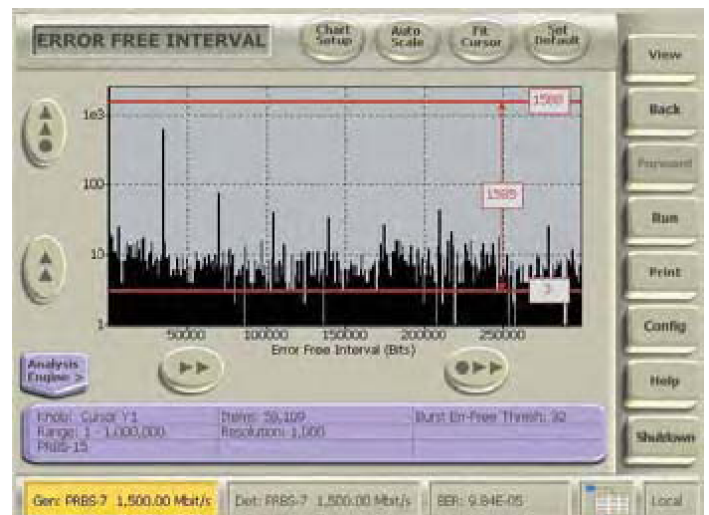 ERROR FREE INTERVAL
Chart Setup
Auto Scale
Fit Cursor
Set Default
View
Back
Forward
Run
Print
Config
Help
Shutdown
1e3
100
10
1
1588
1585
3
50000 100000 150000 200000 250000
Error Free Interval (Bits)
Analysis Engine >
Knob: Cursor Y1
Range: 1 - 1,000,000
PRBS-15
Items: 59,109
Resolution: 1,000
Burst Err-Free Thresh: 32
Gen: PRBS-7 1,500.00 Mbit/s
Det: PRBS-7 1,500.00 Mbit/s
BER: 9.84E-05
Local